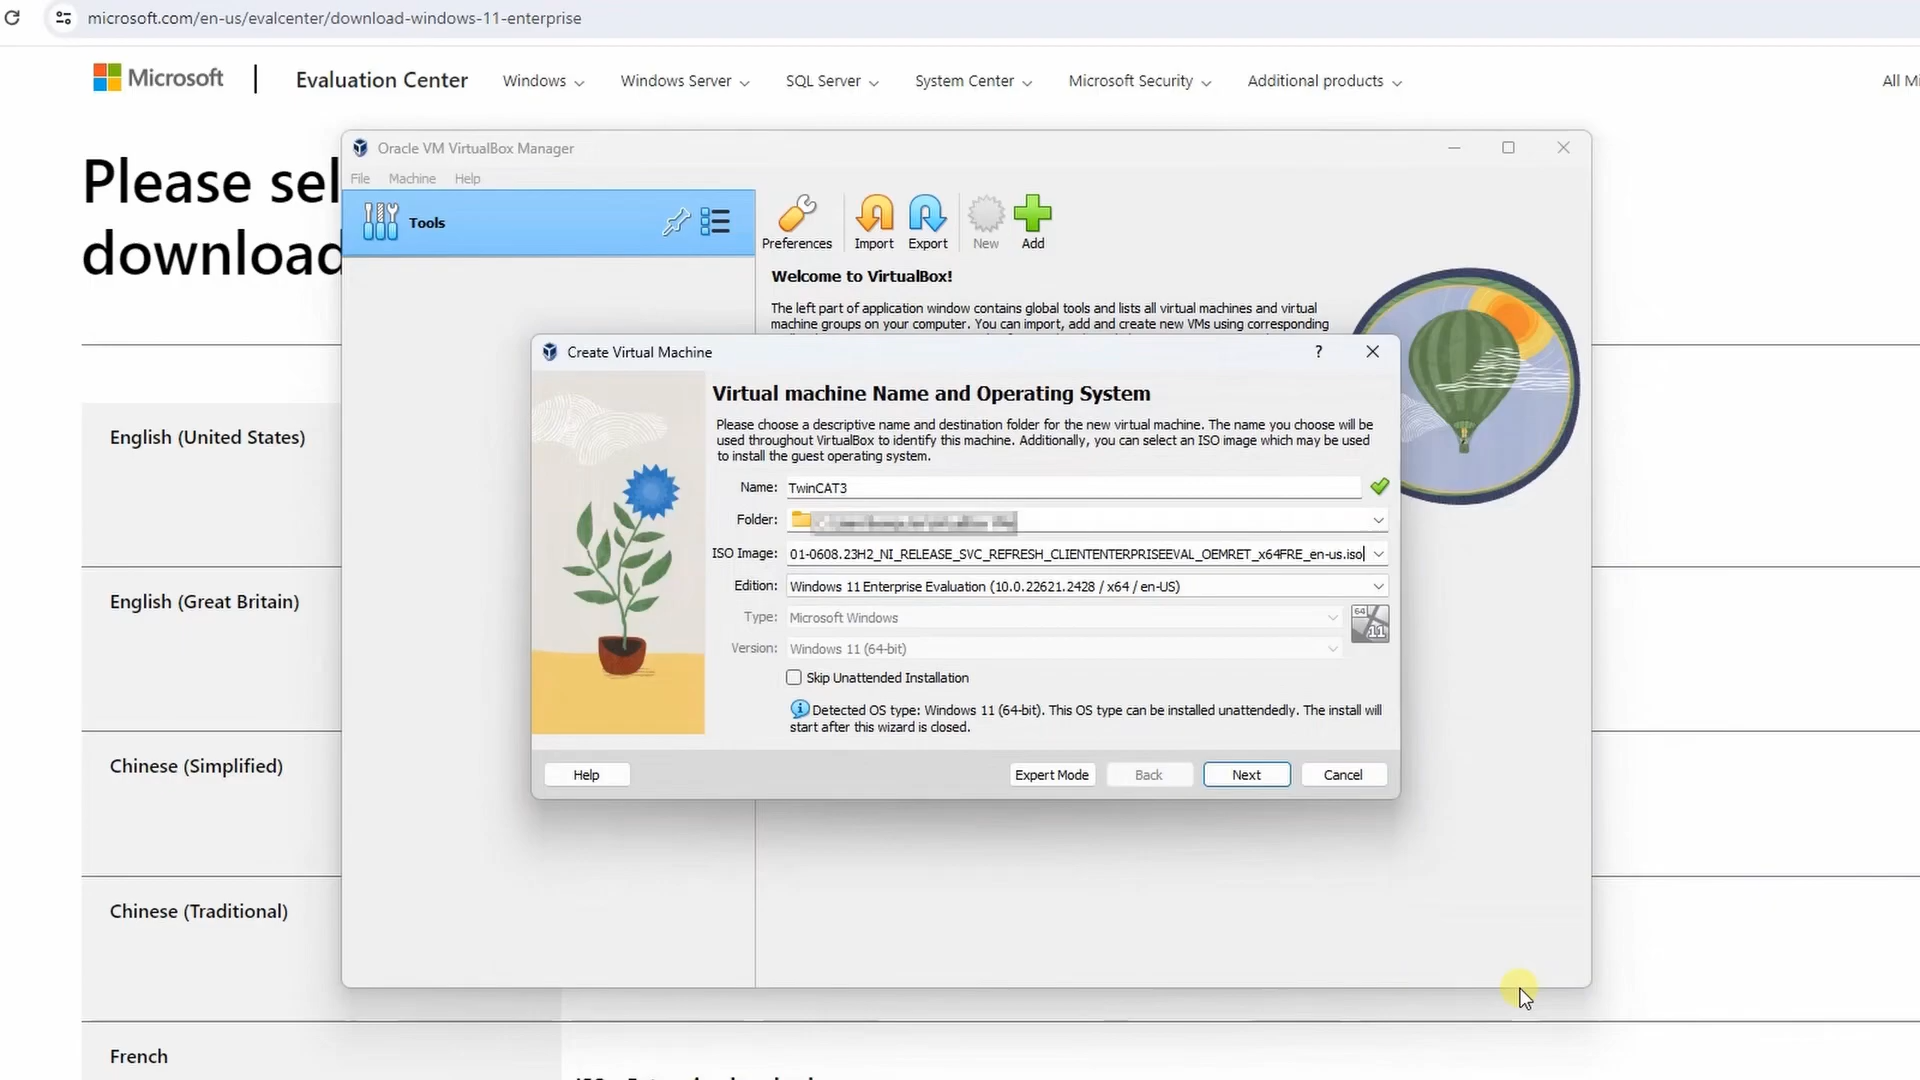 microsoft.com/en-us/evalcenter/download-windows-11-enterprise
Microsoft
Evaluation Center
Windows
Windows Server
SQL Server
System Center
Microsoft Security
Additional products
All Mi
Please sel
download
Oracle VM VirtualBox Manager
File Machine Help
Tools
Preferences
Import
Export
New
Add
Welcome to VirtualBox!
The left part of application window contains global tools and lists all virtual machines and virtual
machine groups on your computer. You can import, add and create new VMs using corresponding
Create Virtual Machine
?
Virtual machine Name and Operating System
Please choose a descriptive name and destination folder for the new virtual machine. The name you choose will be
used throughout VirtualBox to identify this machine. Additionally, you can select an ISO image which may be used
to install the guest operating system.
Name: TwinCAT3
Folder:
ISO Image: 01-0608.23H2_NI_RELEASE_SVC_REFRESH_CLIENTENTERPRISEEVAL_OEMRET_x64FRE_en-us.iso
Edition: Windows 11 Enterprise Evaluation (10.0.22621.2428 / x64 / en-US)
Type: Microsoft Windows
64
11
Version: Windows 11 (64-bit)
Skip Unattended Installation
Detected OS type: Windows 11 (64-bit). This OS type can be installed unattendedly. The install will
start after this wizard is closed.
Help
Expert Mode
Back
Next
Cancel
English (United States)
English (Great Britain)
Chinese (Simplified)
Chinese (Traditional)
French